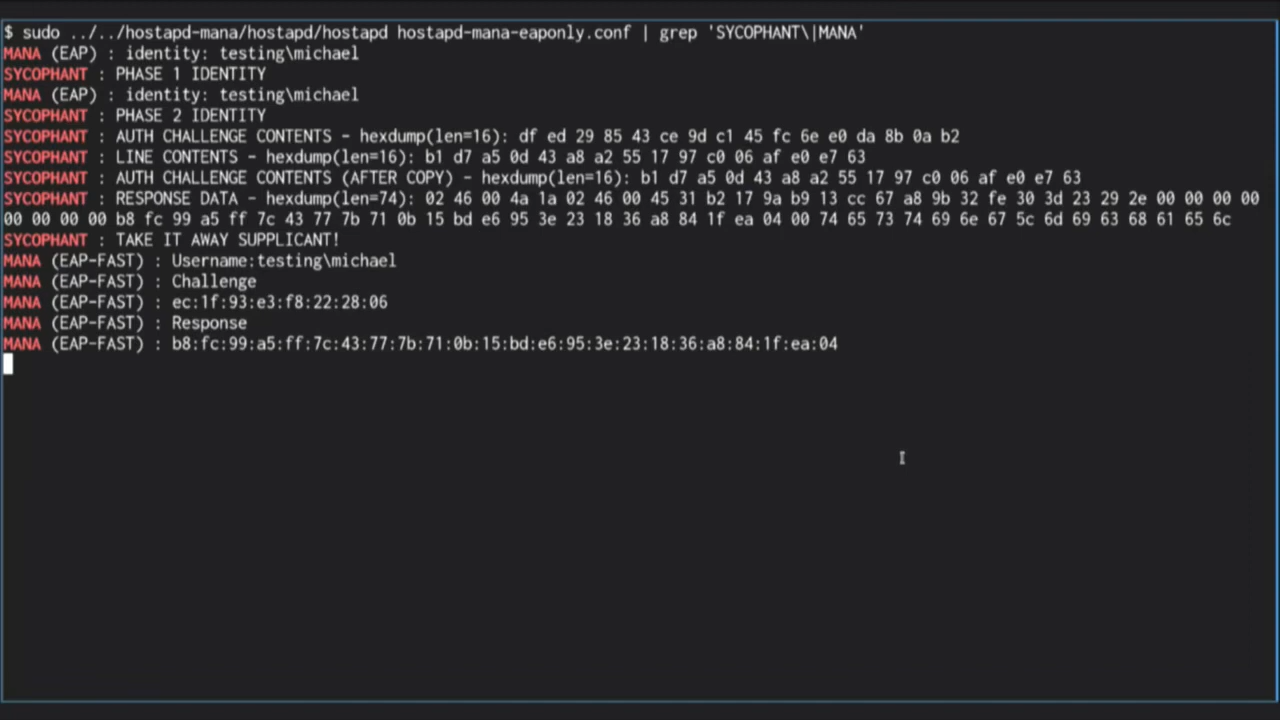 $ sudo ../../hostapd-mana/hostapd/hostapd hostapd-mana-eaponly.conf | grep 'SYCOPHANT\|MANA'
MANA (EAP) : identity: testing\michael
SYCOPHANT : PHASE 1 IDENTITY
MANA (EAP) : identity: testing\michael
SYCOPHANT : PHASE 2 IDENTITY
SYCOPHANT : AUTH CHALLENGE CONTENTS - hexdump(len=16): df ed 29 85 43 ce 9d c1 45 fc 6e e0 da 8b 0a b2
SYCOPHANT : LINE CONTENTS - hexdump(len=16): b1 d7 a5 0d 43 a8 a2 55 17 97 c0 06 af e0 e7 63
SYCOPHANT : AUTH CHALLENGE CONTENTS (AFTER COPY) - hexdump(len=16): b1 d7 a5 0d 43 a8 a2 55 17 97 c0 06 af e0 e7 63
SYCOPHANT : RESPONSE DATA - hexdump(len=74): 02 46 00 4a 1a 02 46 00 45 31 b2 17 9a b9 13 cc 67 a8 9b 32 fe 30 3d 23 29 2e 00 00 00 00
00 00 00 00 b8 fc 99 a5 ff 7c 43 77 7b 71 0b 15 bd e6 95 3e 23 18 36 a8 84 1f ea 04 00 74 65 73 74 69 6e 67 5c 6d 69 63 68 61 65 6c
SYCOPHANT : TAKE IT AWAY SUPPLICANT!
MANA (EAP-FAST) : Username:testing\michael
MANA (EAP-FAST) : Challenge
MANA (EAP-FAST) : ec:1f:93:e3:f8:22:28:06
MANA (EAP-FAST) : Response
MANA (EAP-FAST) : b8:fc:99:a5:ff:7c:43:77:7b:71:0b:15:bd:e6:95:3e:23:18:36:a8:84:1f:ea:04